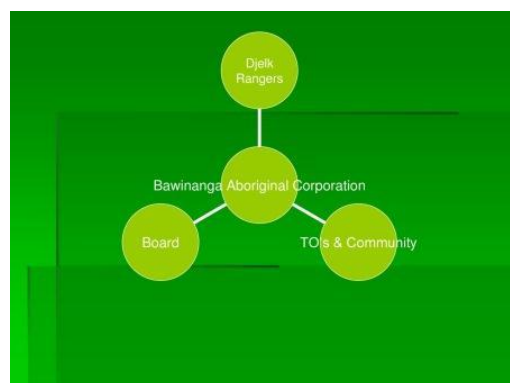 Djelk
Rangers
Bawinanga Aboriginal Corporation
Board
TO's & Community